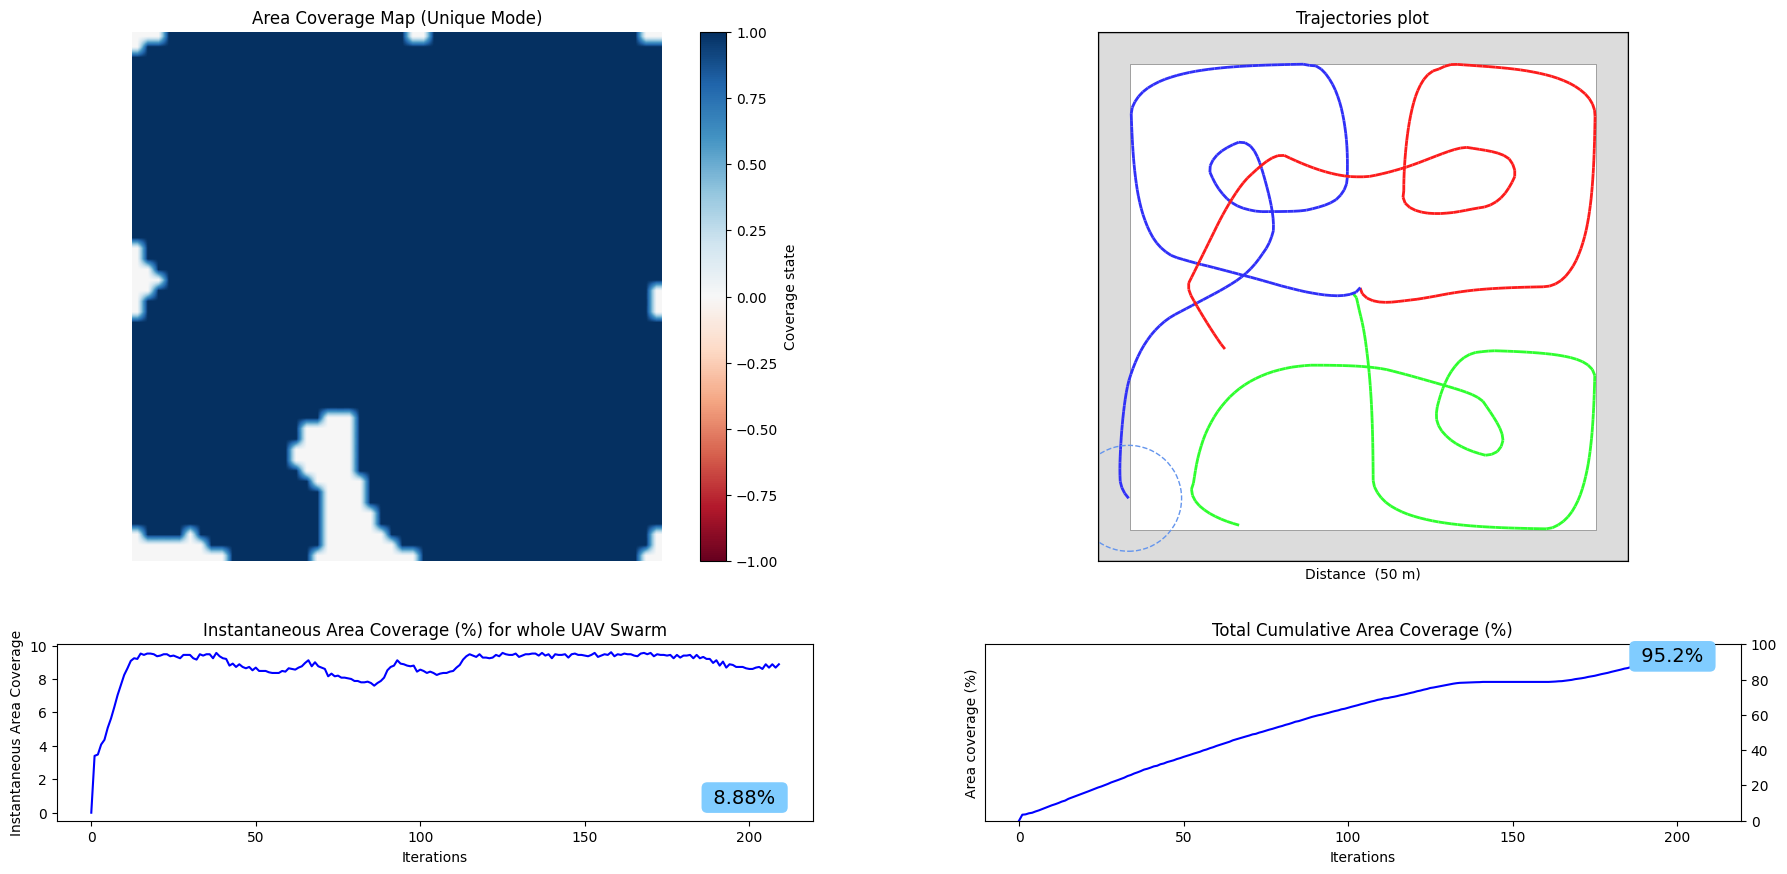 Area Coverage Map (Unique Mode)
1.00
0.75
0.50
0.25
0.00
−0.25
−0.50
−0.75
−1.00
Coverage state
Trajectories plot
Distance  (50 m)
Instantaneous Area Coverage (%) for whole UAV Swarm
Instantaneous Area Coverage
10
8
6
4
2
0
8.88%
0 50 100 150 200
Iterations
Total Cumulative Area Coverage (%)
Area coverage (%)
95.2%
100
80
60
40
20
0
0 50 100 150 200
Iterations